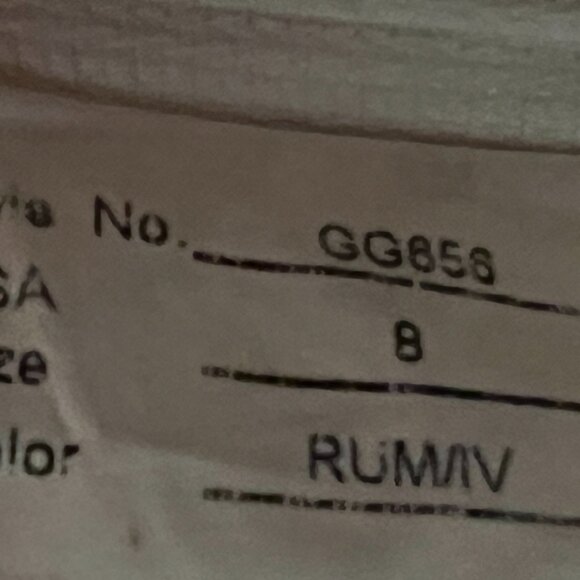 No. GG656
SA
ze 8
lor RUM/IV